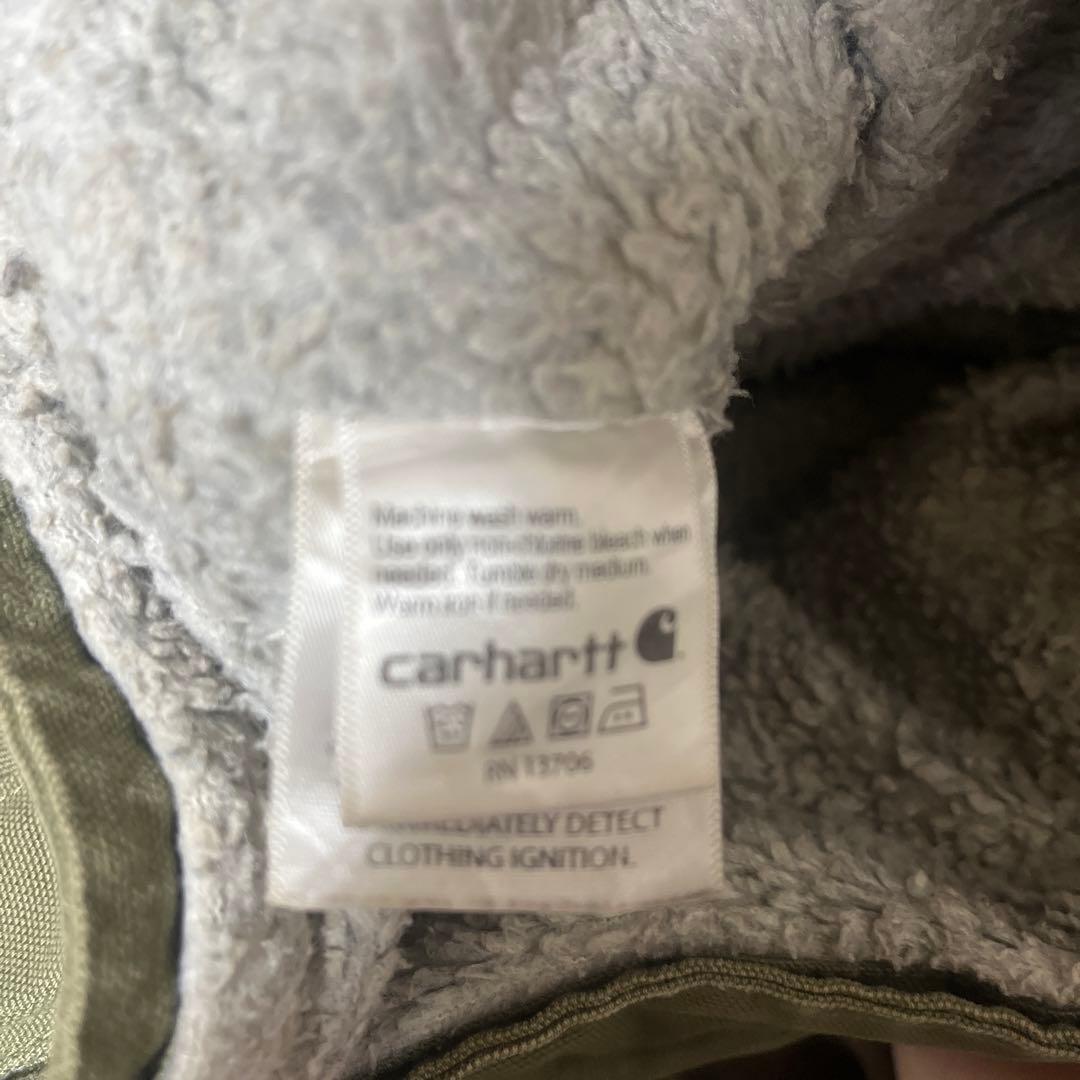 Machine wash warm.
Use only non-chlorine bleach when
needed. Tumble dry medium.
Warm iron if needed.
carhartt
RN 13706
IMMEDIATELY DETECT
CLOTHING IGNITION.